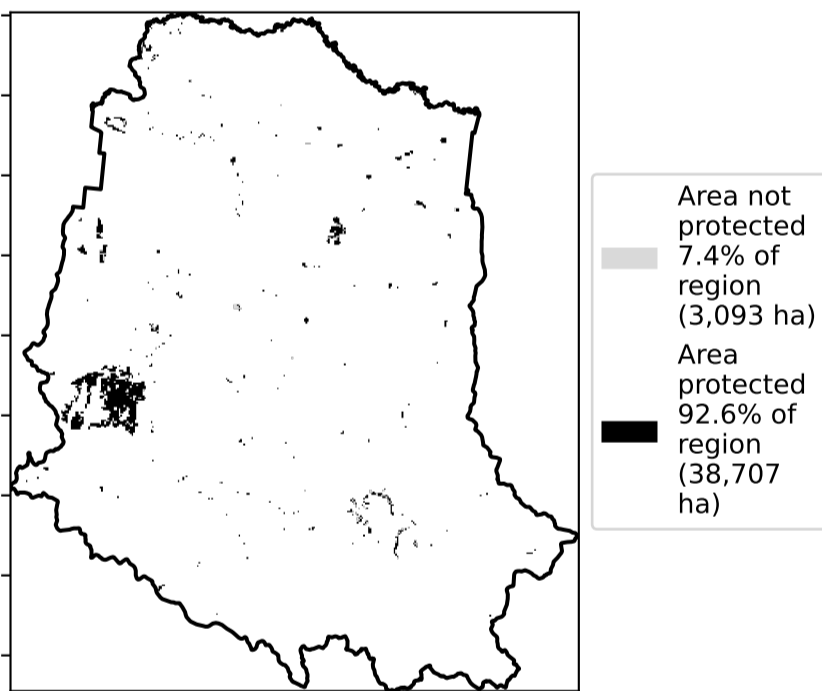 Area not
protected
7.4% of
region
(3,093 ha)
Area
protected
92.6% of
region
(38,707
ha)